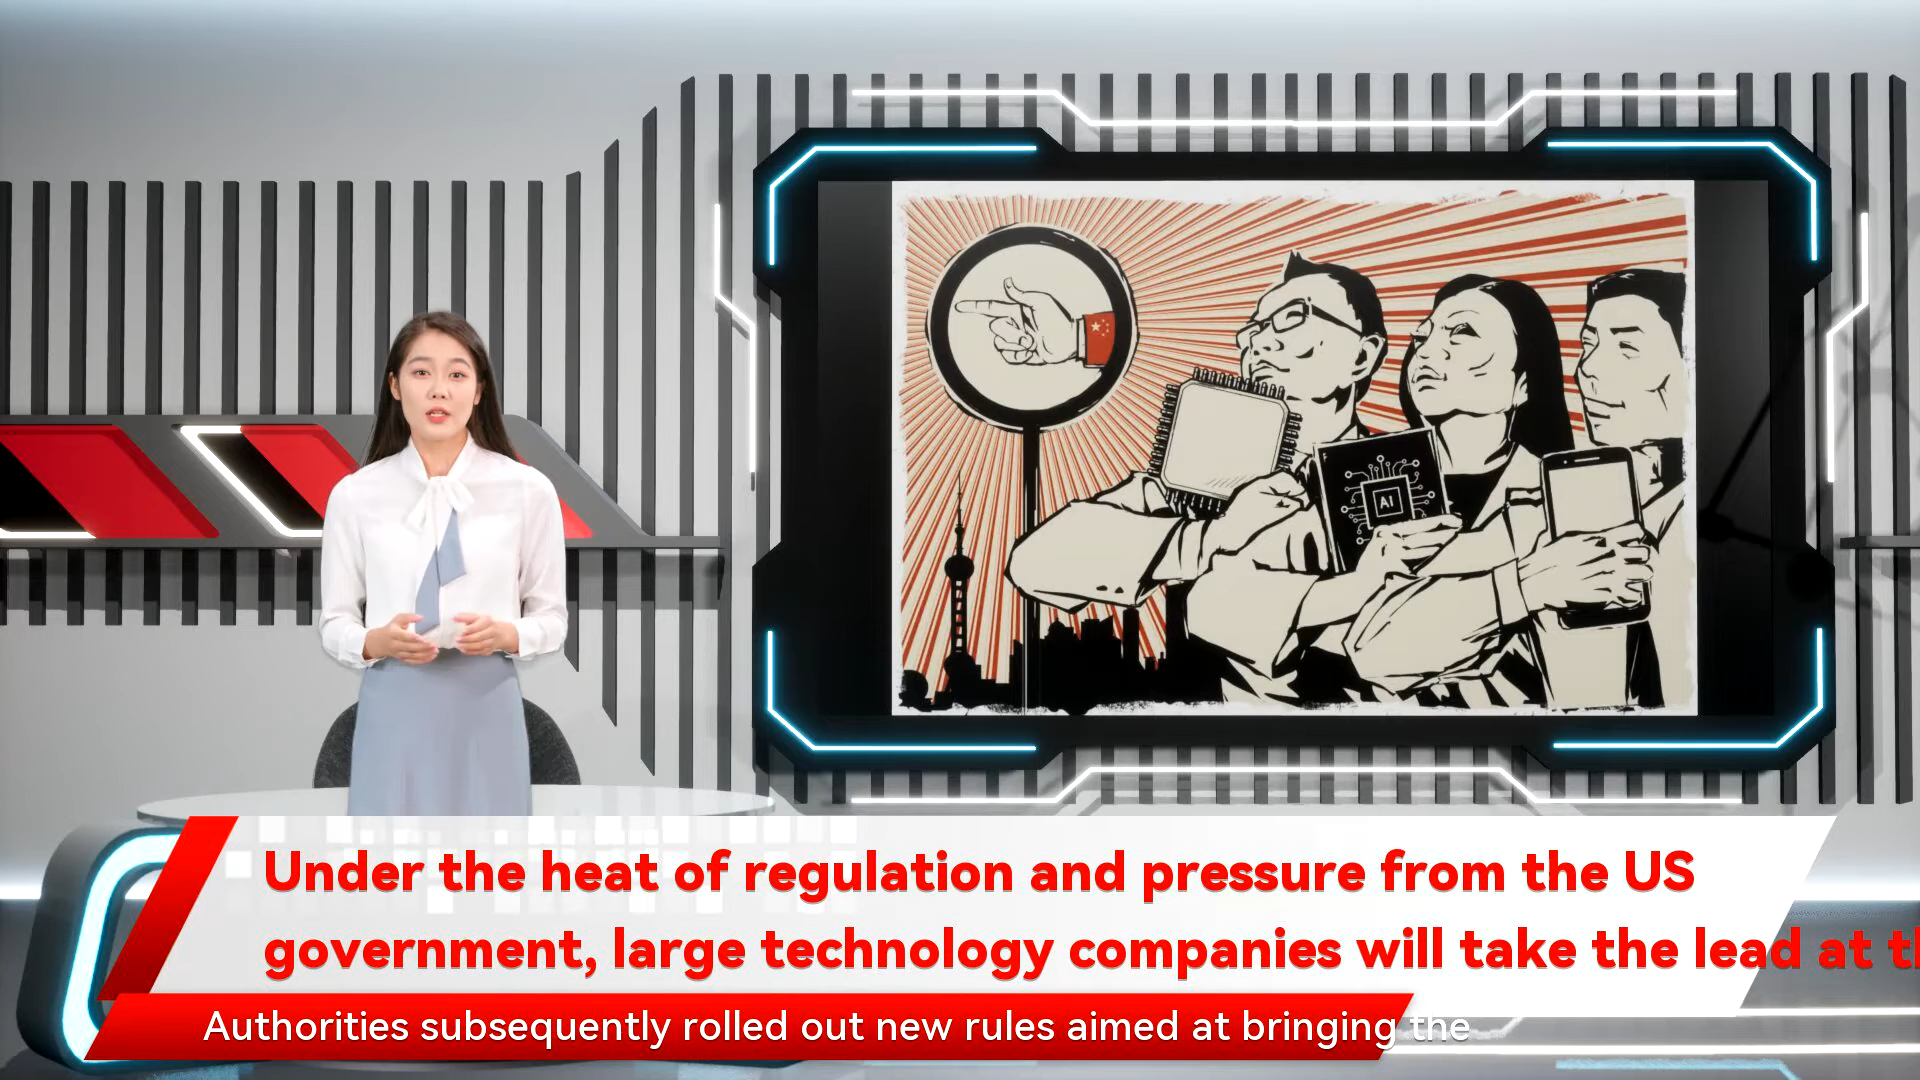 AI
Under the heat of regulation and pressure from the US
government, large technology companies will take the lead at
Authorities subsequently rolled out new rules aimed at bringing the